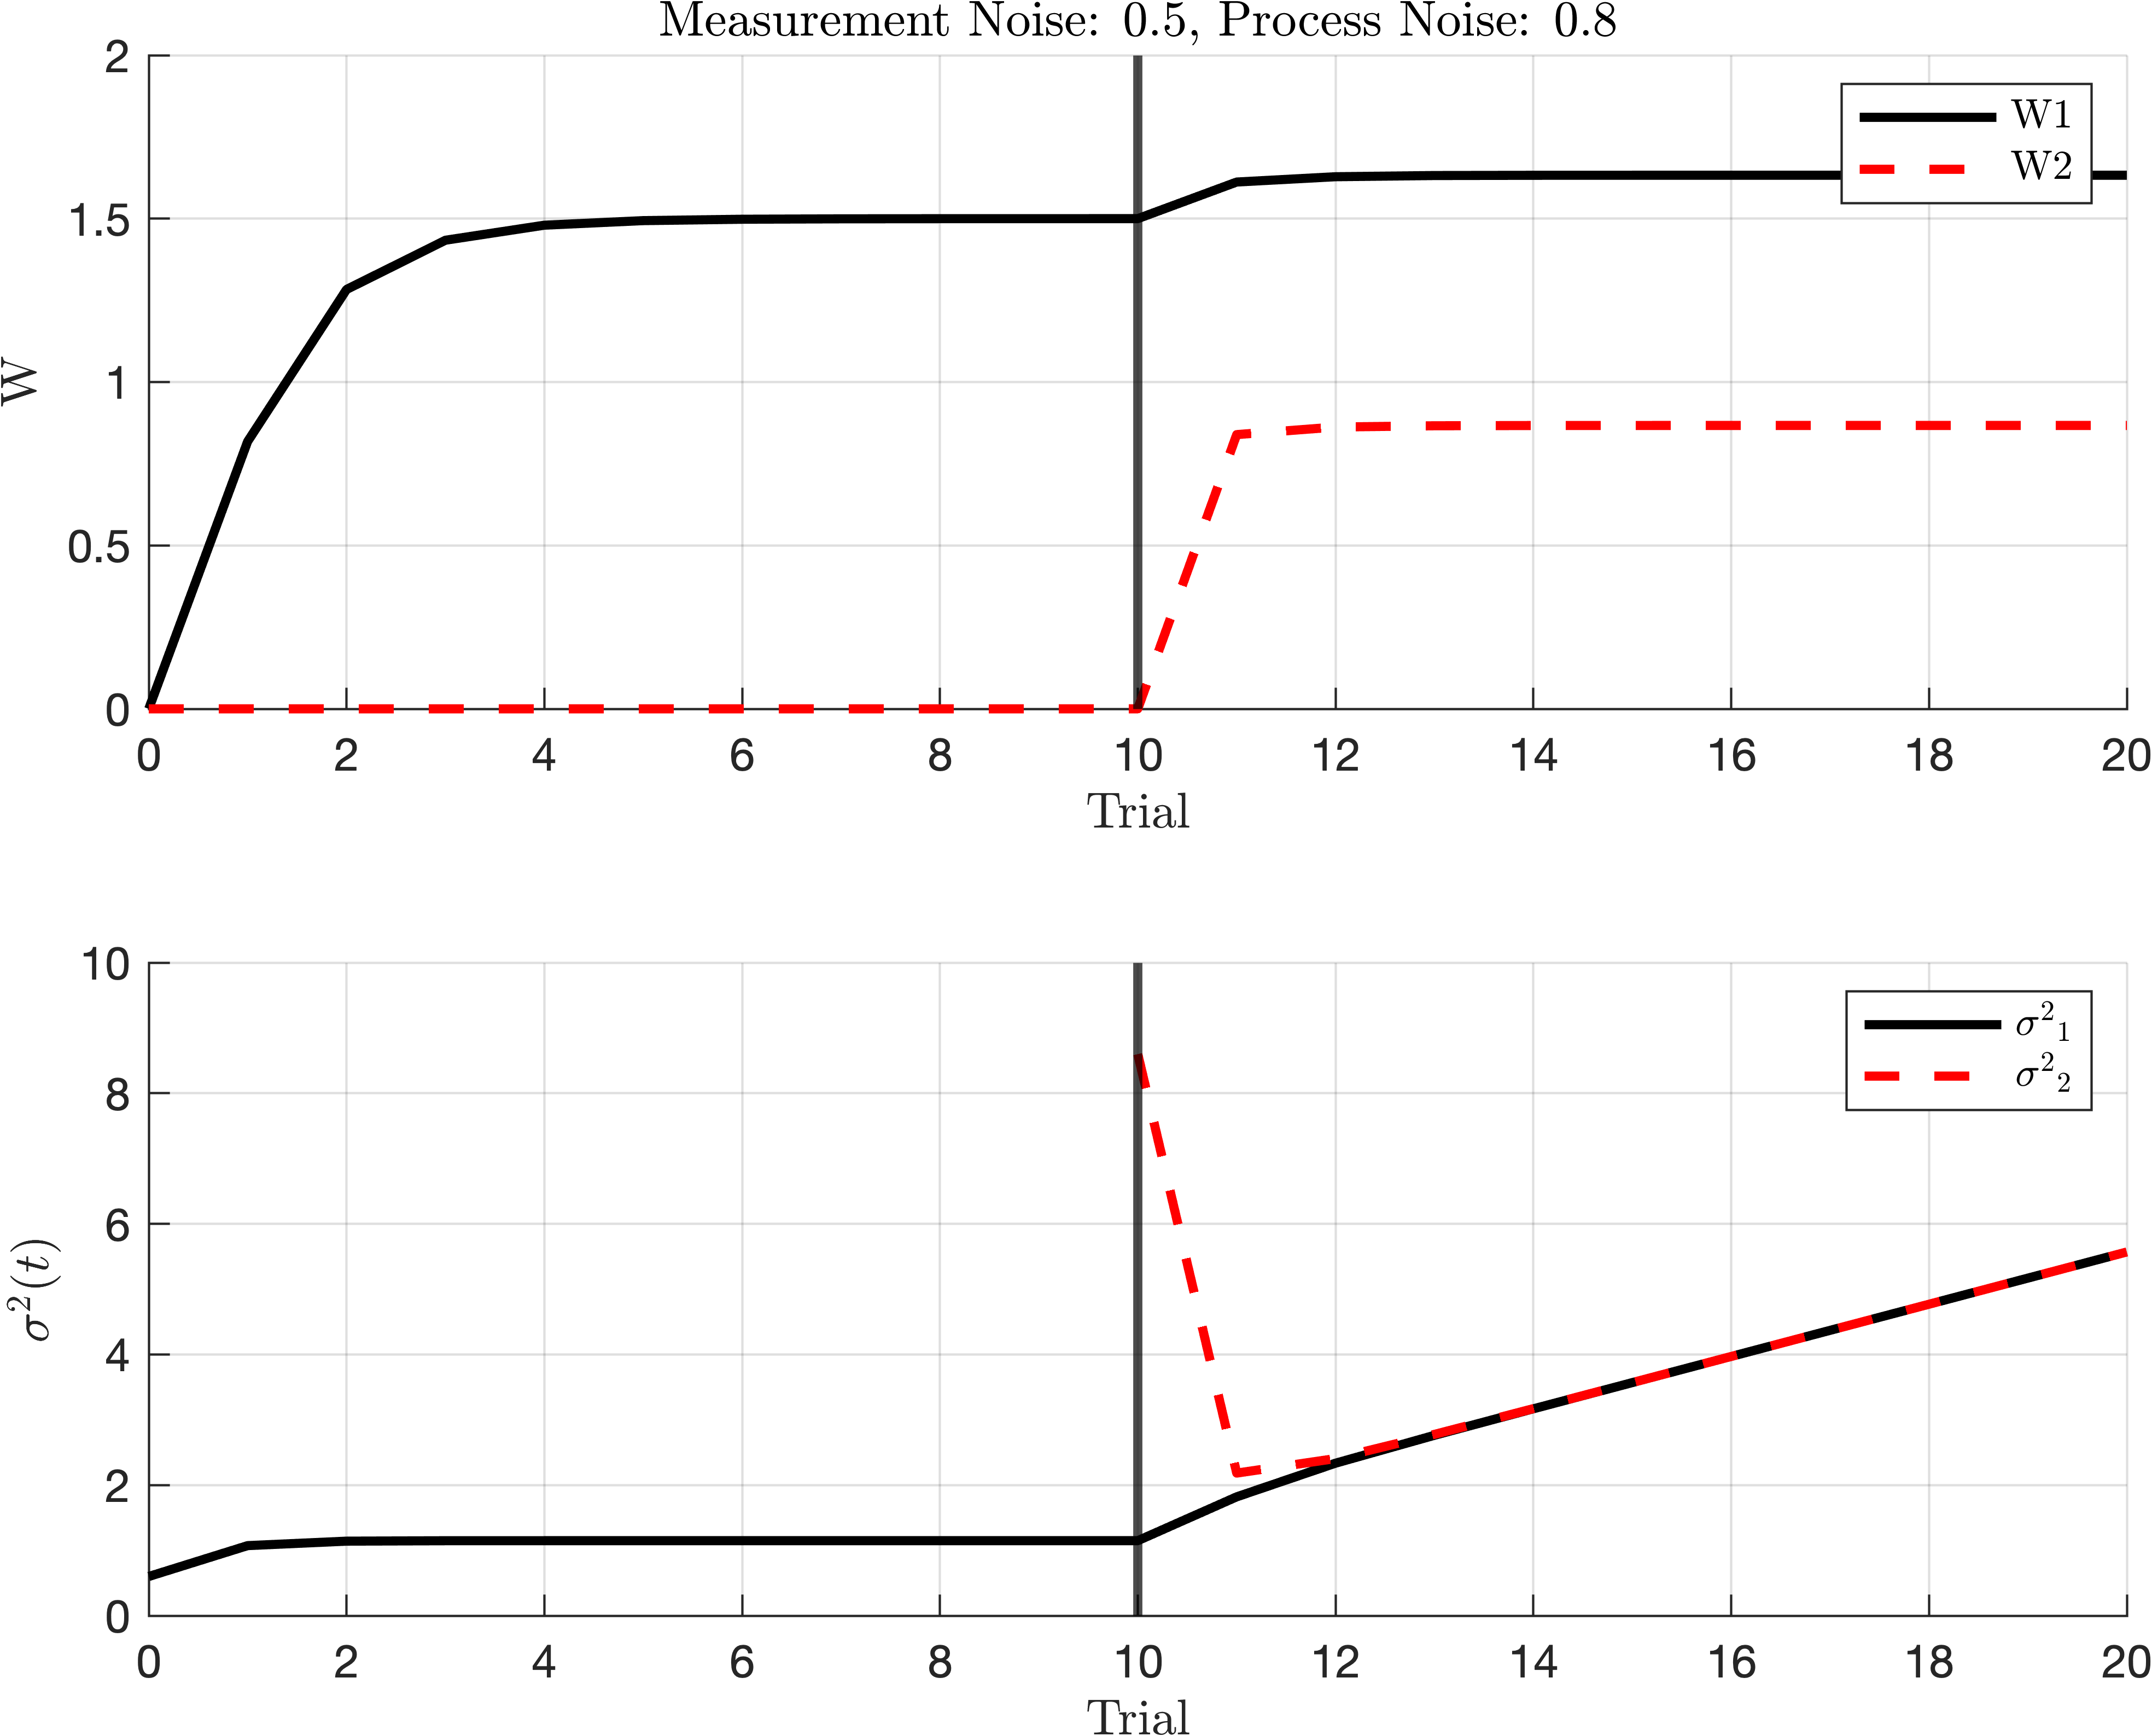 Measurement Noise: 0.5, Process Noise: 0.8
2
1.5
1
0.5
0
W
W1
W2
0 2 4 6 8 10 12 14 16 18 20
Trial
10
8
6
4
2
0
σ²(t)
σ²₁
σ²₂
0 2 4 6 8 10 12 14 16 18 20
Trial